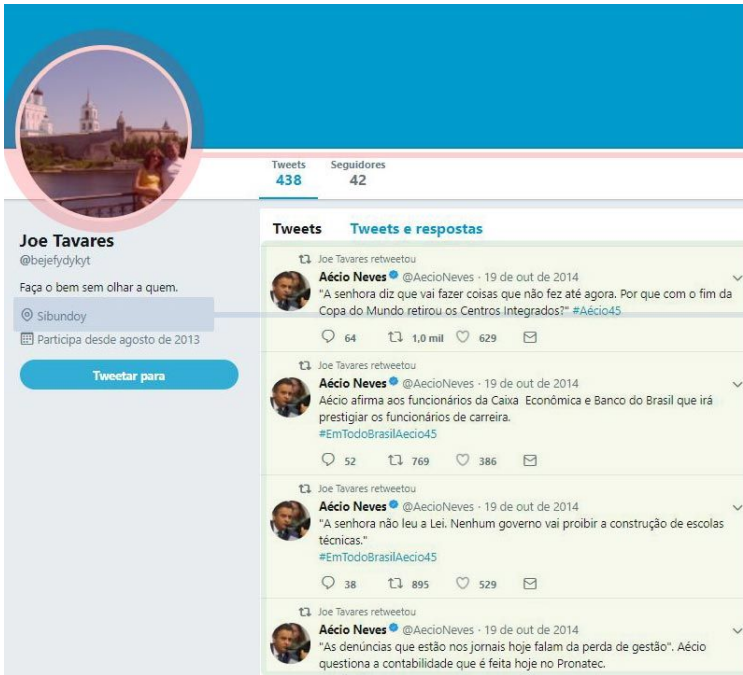 Tweets
438
Seguidores
42
Joe Tavares
@bejefydykyt
Faça o bem sem olhar a quem.
Sibundoy
Participa desde agosto de 2013
Tweetar para
Tweets Tweets e respostas
Joe Tavares retweetou
Aécio Neves @AecioNeves · 19 de out de 2014
"A senhora diz que vai fazer coisas que não fez até agora. Por que com o fim da
Copa do Mundo retirou os Centros Integrados?" #Aécio45
64 1,0 mil 629
Joe Tavares retweetou
Aécio Neves @AecioNeves · 19 de out de 2014
Aécio afirma aos funcionários da Caixa Econômica e Banco do Brasil que irá
prestigiar os funcionários de carreira.
#EmTodoBrasilAecio45
52 769 386
Joe Tavares retweetou
Aécio Neves @AecioNeves · 19 de out de 2014
"A senhora não leu a Lei. Nenhum governo vai proibir a construção de escolas
técnicas."
#EmTodoBrasilAecio45
38 895 529
Joe Tavares retweetou
Aécio Neves @AecioNeves · 19 de out de 2014
"As denúncias que estão nos jornais hoje falam da perda de gestão". Aécio
questiona a contabilidade que é feita hoje no Pronatec.